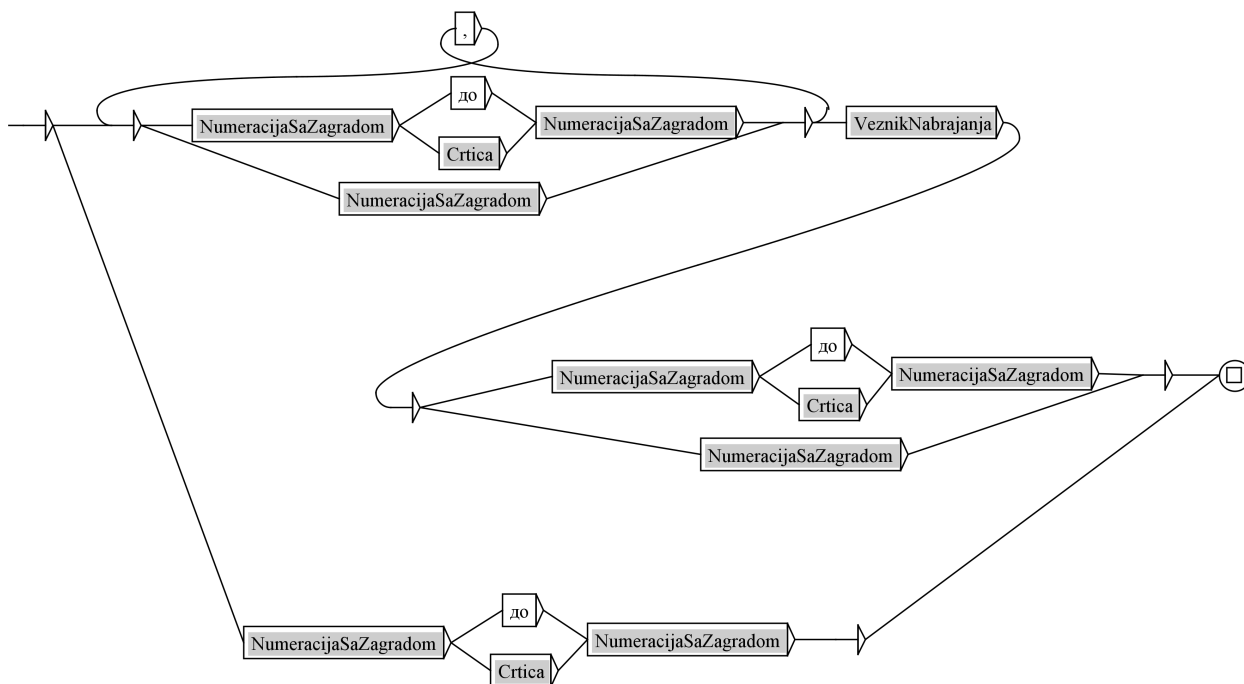 ,
до
NumeracijaSaZagradom
NumeracijaSaZagradom
VeznikNabrajanja
Crtica
NumeracijaSaZagradom
до
NumeracijaSaZagradom
NumeracijaSaZagradom
Crtica
NumeracijaSaZagradom
до
NumeracijaSaZagradom
NumeracijaSaZagradom
Crtica